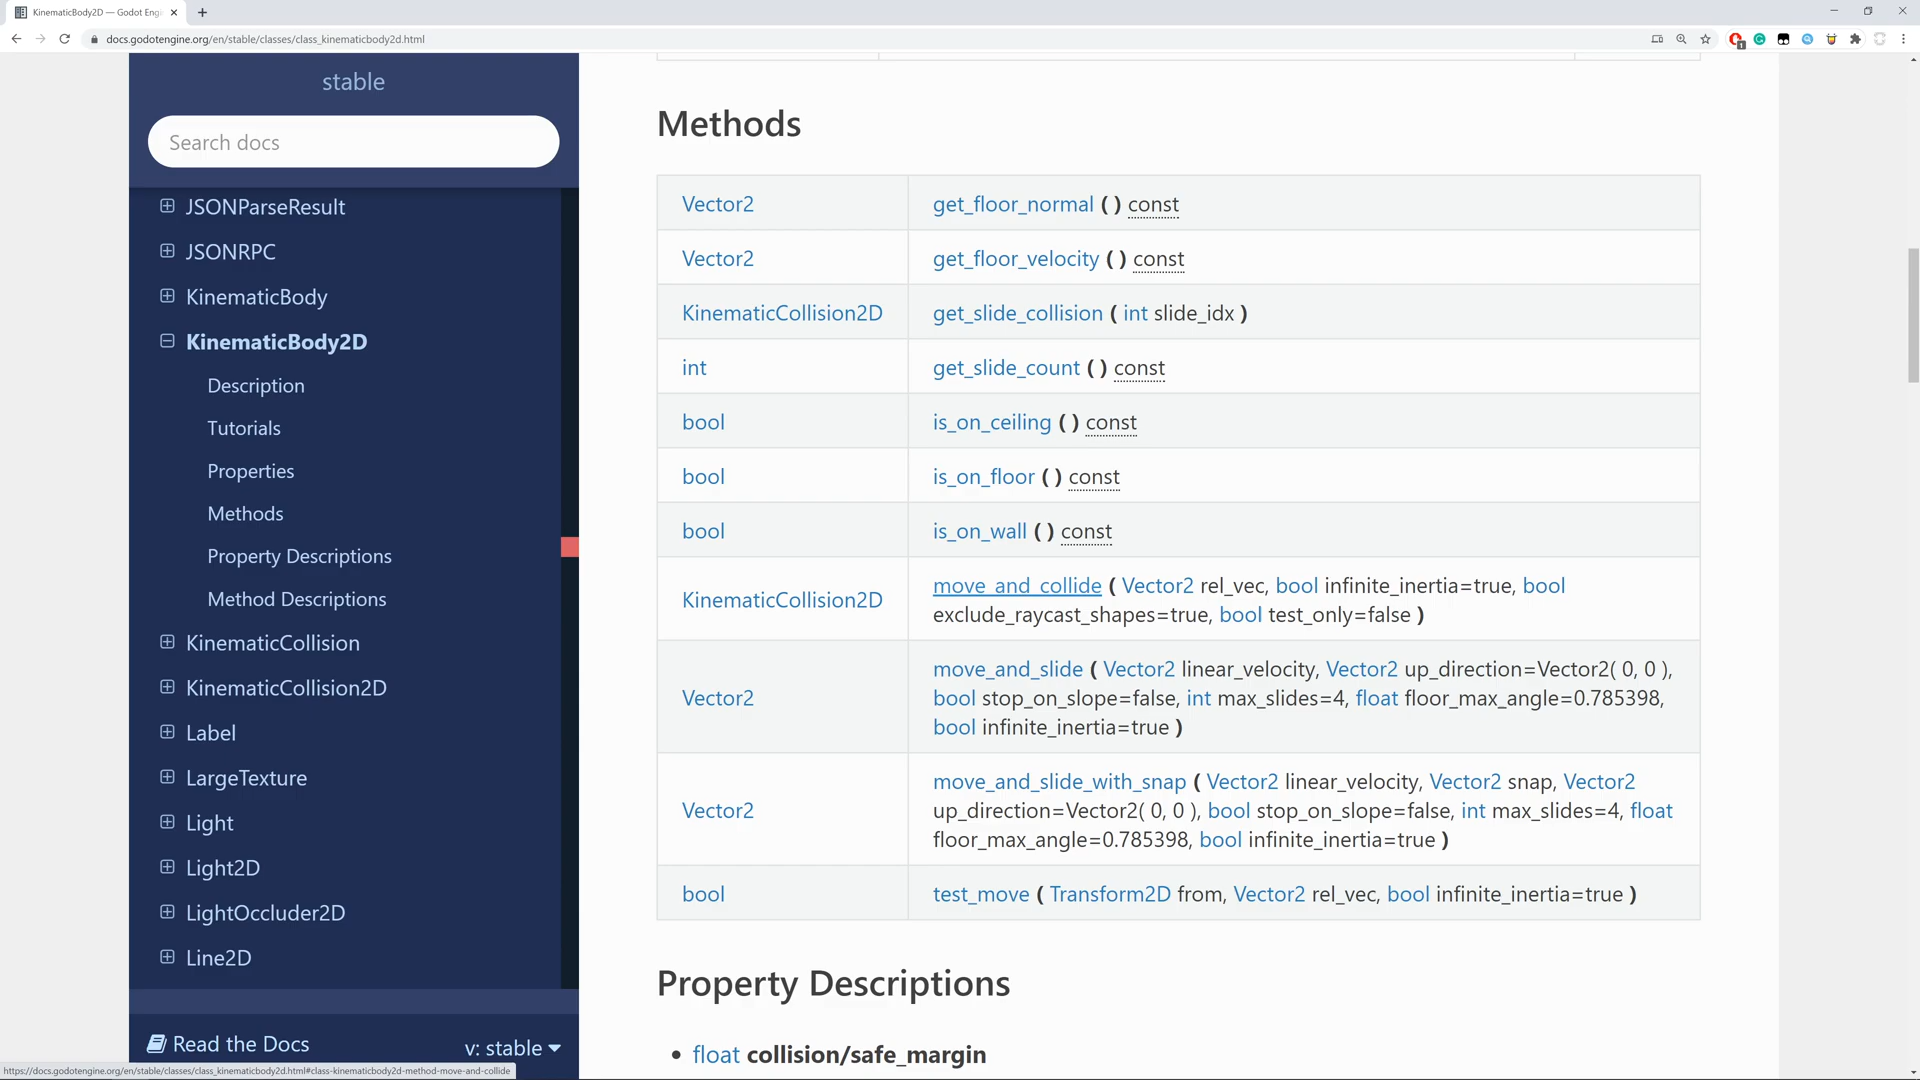 KinematicBody2D — Godot Eng
docs.godotengine.org/en/stable/classes/class_kinematicbody2d.html
stable
Search docs
JSONParseResult
JSONRPC
KinematicBody
KinematicBody2D
Description
Tutorials
Properties
Methods
Property Descriptions
Method Descriptions
KinematicCollision
KinematicCollision2D
Label
LargeTexture
Light
Light2D
LightOccluder2D
Line2D
Read the Docs
v: stable
Methods
Vector2 get_floor_normal ( ) const
Vector2 get_floor_velocity ( ) const
KinematicCollision2D get_slide_collision ( int slide_idx )
int get_slide_count ( ) const
bool is_on_ceiling ( ) const
bool is_on_floor ( ) const
bool is_on_wall ( ) const
KinematicCollision2D move_and_collide ( Vector2 rel_vec, bool infinite_inertia=true, bool
exclude_raycast_shapes=true, bool test_only=false )
Vector2 move_and_slide ( Vector2 linear_velocity, Vector2 up_direction=Vector2( 0, 0 ),
bool stop_on_slope=false, int max_slides=4, float floor_max_angle=0.785398,
bool infinite_inertia=true )
Vector2 move_and_slide_with_snap ( Vector2 linear_velocity, Vector2 snap, Vector2
up_direction=Vector2( 0, 0 ), bool stop_on_slope=false, int max_slides=4, float
floor_max_angle=0.785398, bool infinite_inertia=true )
bool test_move ( Transform2D from, Vector2 rel_vec, bool infinite_inertia=true )
Property Descriptions
• float collision/safe_margin
https://docs.godotengine.org/en/stable/classes/class_kinematicbody2d.html#class-kinematicbody2d-method-move-and-collide